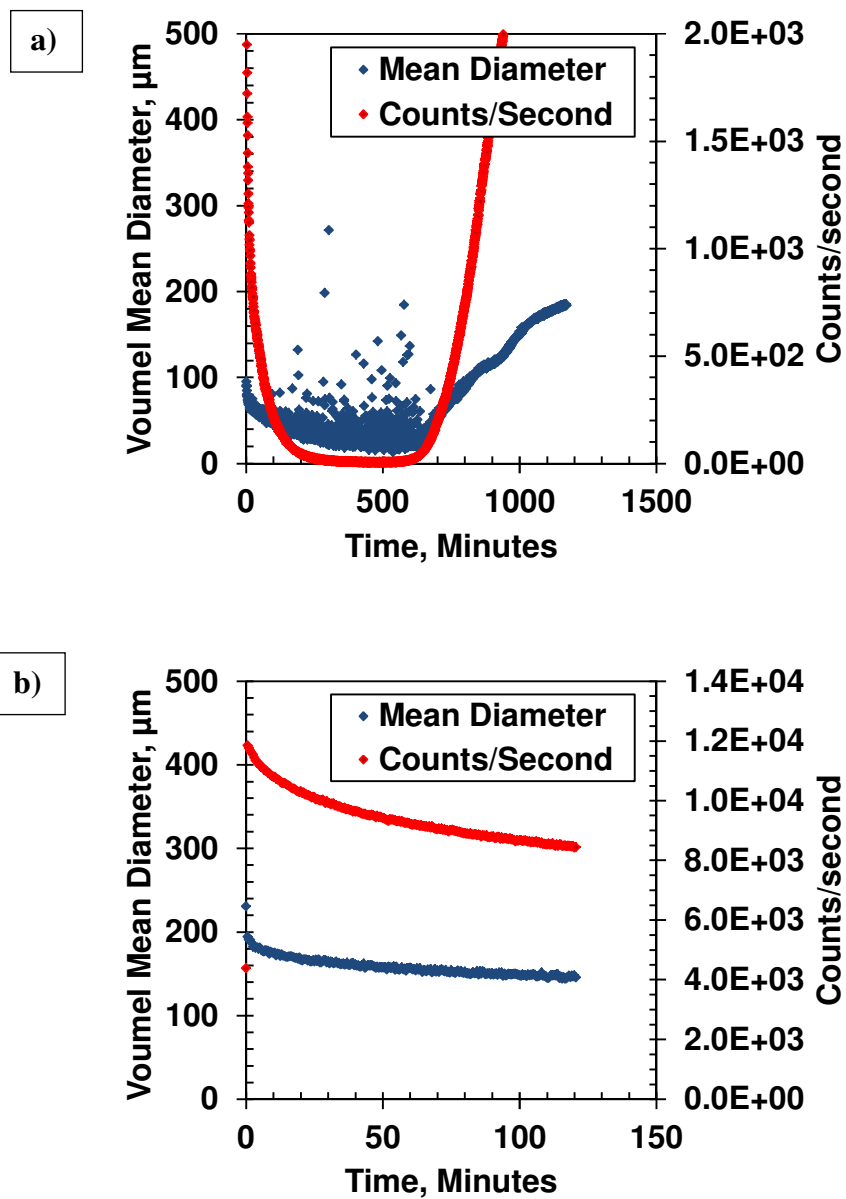 a)
500
400
300
200
100
0
Voumel Mean Diameter, µm
Mean Diameter
Counts/Second
2.0E+03
1.5E+03
1.0E+03
5.0E+02
0.0E+00
Counts/second
0 500 1000 1500
Time, Minutes
b)
500
400
300
200
100
0
Voumel Mean Diameter, µm
Mean Diameter
Counts/Second
1.4E+04
1.2E+04
1.0E+04
8.0E+03
6.0E+03
4.0E+03
2.0E+03
0.0E+00
Counts/second
0 50 100 150
Time, Minutes